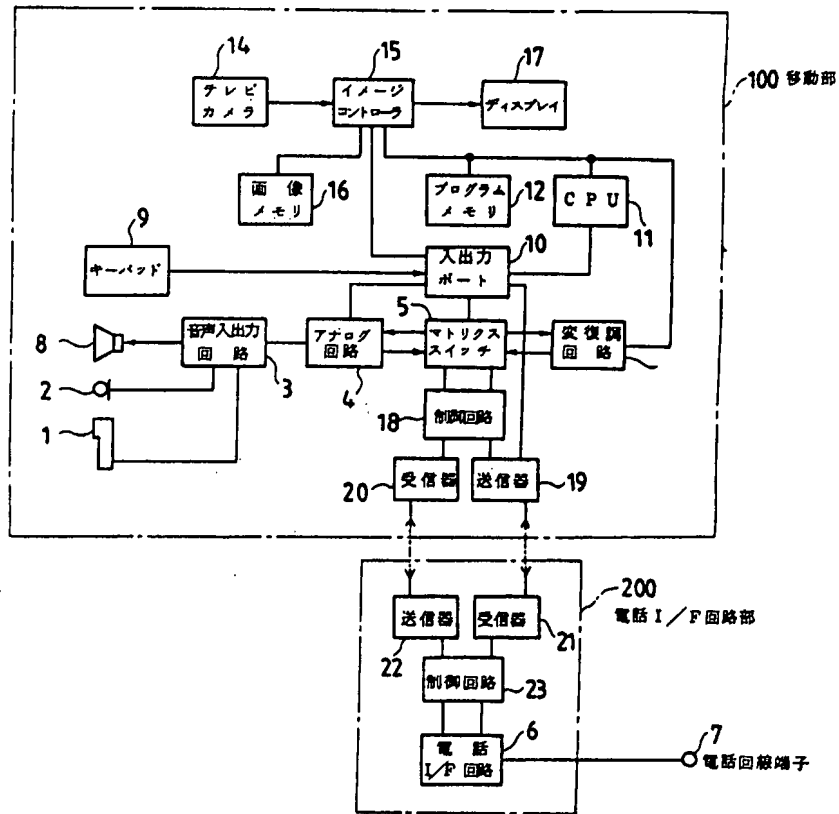 14
15
17
100 移動部
テレビ
カメラ
イメージ
コントローラ
ディスプレイ
画像
メモリ
16
プログラム
メモリ
12
CPU
11
9
キーパッド
10
入出力
ポート
5
8
音声入出力
回路
3
アナログ
回路
4
マトリクス
スイッチ
変復調
回路
2
1
18
制御回路
20
受信器
送信器
19
200
電話I/F回路部
送信器
22
受信器
21
制御回路
23
6
電話
I/F回路
7
電話回線端子